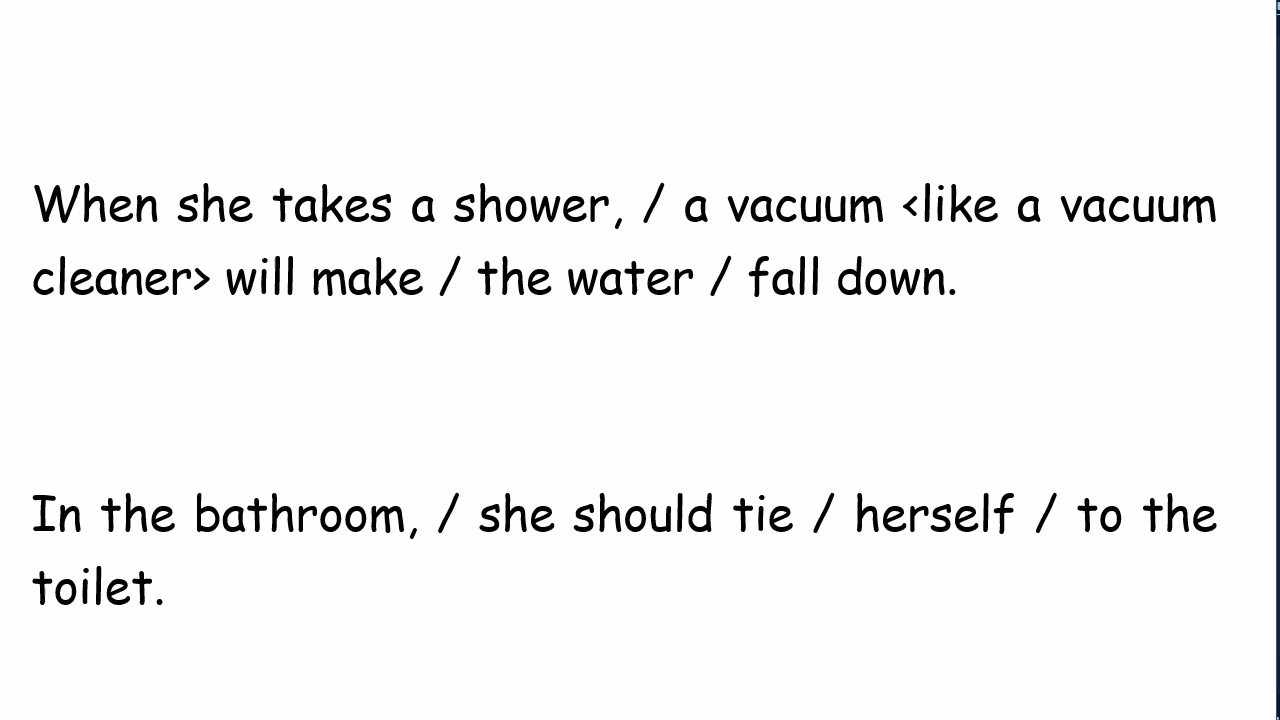 When she takes a shower, / a vacuum <like a vacuum
cleaner> will make / the water / fall down.
In the bathroom, / she should tie / herself / to the
toilet.